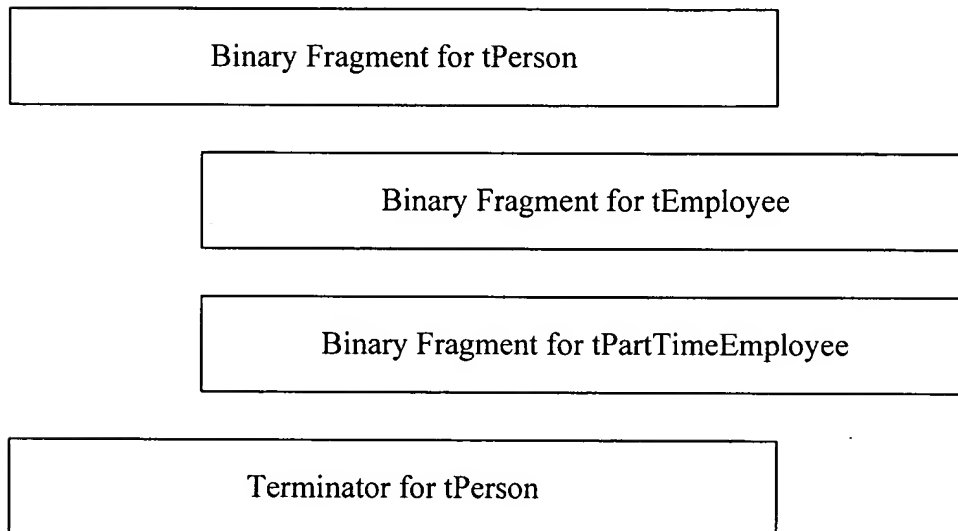 Binary Fragment for tPerson
Binary Fragment for tEmployee
Binary Fragment for tPartTimeEmployee
Terminator for tPerson